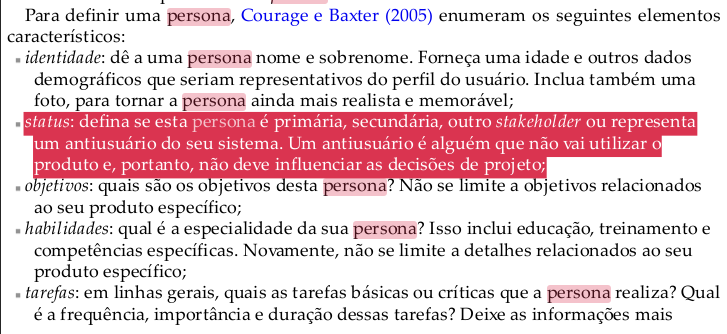 Para definir uma persona, Courage e Baxter (2005) enumeram os seguintes elementos
característicos:
▪ identidade: dê a uma persona nome e sobrenome. Forneça uma idade e outros dados
demográficos que seriam representativos do perfil do usuário. Inclua também uma
foto, para tornar a persona ainda mais realista e memorável;
▪ status: defina se esta persona é primária, secundária, outro stakeholder ou representa
um antiusuário do seu sistema. Um antiusuário é alguém que não vai utilizar o
produto e, portanto, não deve influenciar as decisões de projeto;
▪ objetivos: quais são os objetivos desta persona? Não se limite a objetivos relacionados
ao seu produto específico;
▪ habilidades: qual é a especialidade da sua persona? Isso inclui educação, treinamento e
competências específicas. Novamente, não se limite a detalhes relacionados ao seu
produto específico;
▪ tarefas: em linhas gerais, quais as tarefas básicas ou críticas que a persona realiza? Qual
é a frequência, importância e duração dessas tarefas? Deixe as informações mais